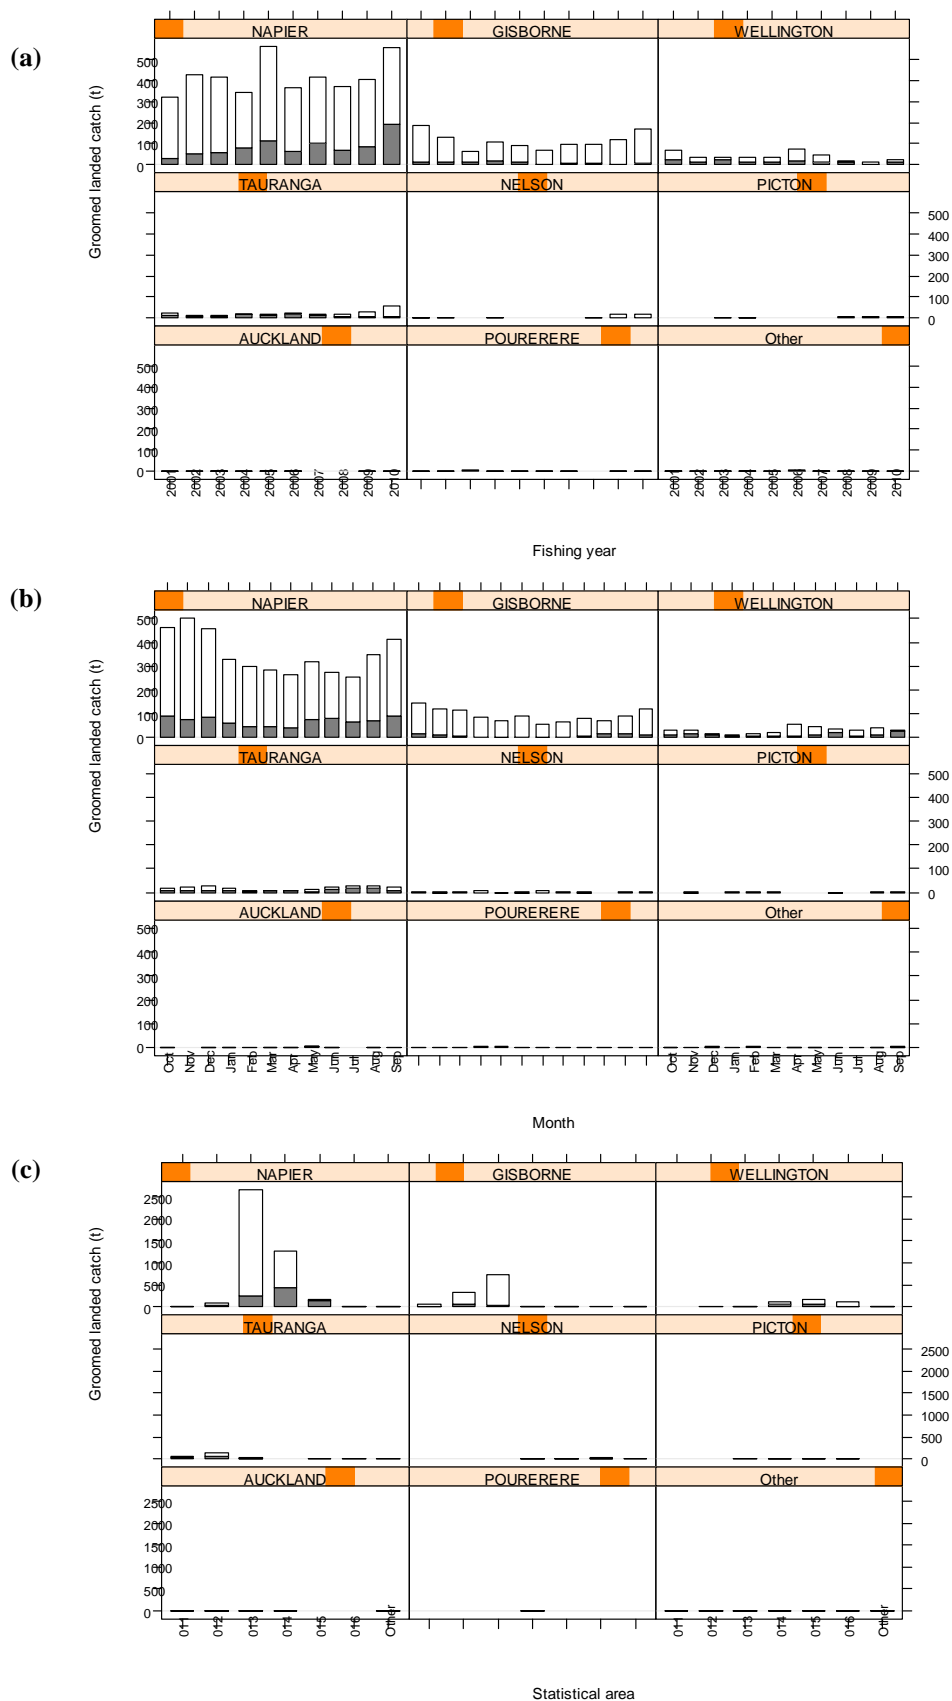 (a)
NAPIER GISBORNE WELLINGTON
Groomed landed catch (t)
500
400
300
200
100
0
TAURANGA NELSON PICTON
500
400
300
200
100
0
AUCKLAND POURERERE Other
500
400
300
200
100
0
2001 2002 2003 2004 2005 2006 2007 2008 2009 2010 2001 2002 2003 2004 2005 2006 2007 2008 2009 2010
Fishing year
(b)
NAPIER GISBORNE WELLINGTON
Groomed landed catch (t)
500
400
300
200
100
0
TAURANGA NELSON PICTON
500
400
300
200
100
0
AUCKLAND POURERERE Other
500
400
300
200
100
0
Oct Nov Dec Jan Feb Mar Apr May Jun Jul Aug Sep Oct Nov Dec Jan Feb Mar Apr May Jun Jul Aug Sep
Month
(c)
NAPIER GISBORNE WELLINGTON
Groomed landed catch (t)
2500
2000
1500
1000
500
0
TAURANGA NELSON PICTON
2500
2000
1500
1000
500
0
AUCKLAND POURERERE Other
2500
2000
1500
1000
500
0
011 012 013 014 015 016 Other 011 012 013 014 015 016 Other
Statistical area